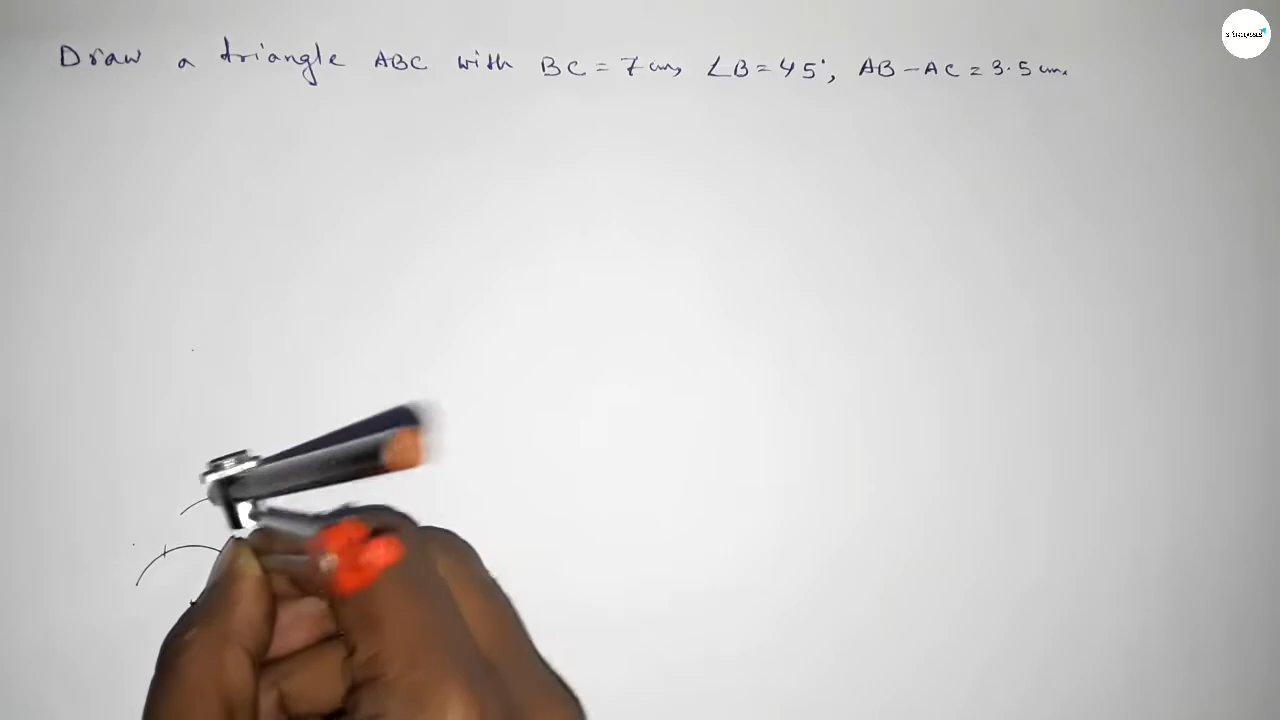 Draw a triangle ABC with BC = 7 cm, ∠B = 45°, AB - AC = 3.5 cm.